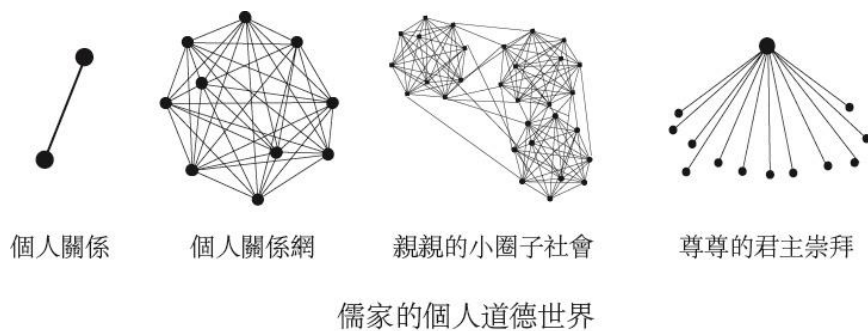 個人關係
個人關係網
親親的小圈子社會
尊尊的君主崇拜
儒家的個人道德世界